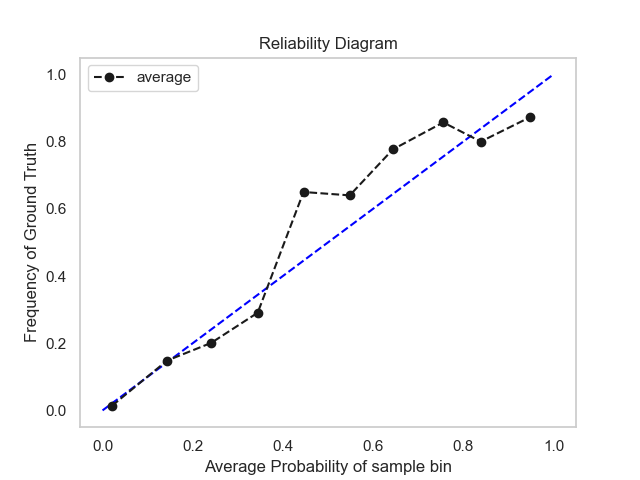 Reliability Diagram
average
Frequency of Ground Truth
1.0
0.8
0.6
0.4
0.2
0.0
0.0 0.2 0.4 0.6 0.8 1.0
Average Probability of sample bin